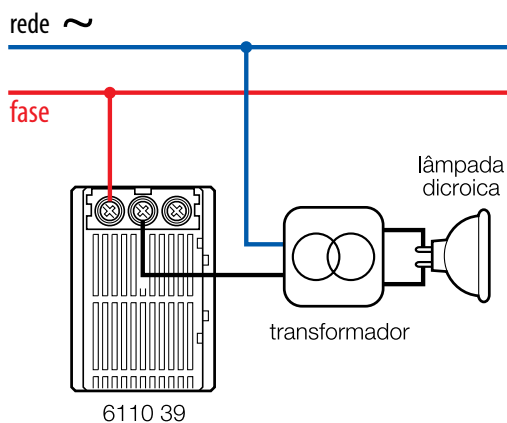 rede ~
fase
lâmpada
dicroica
transformador
6110 39